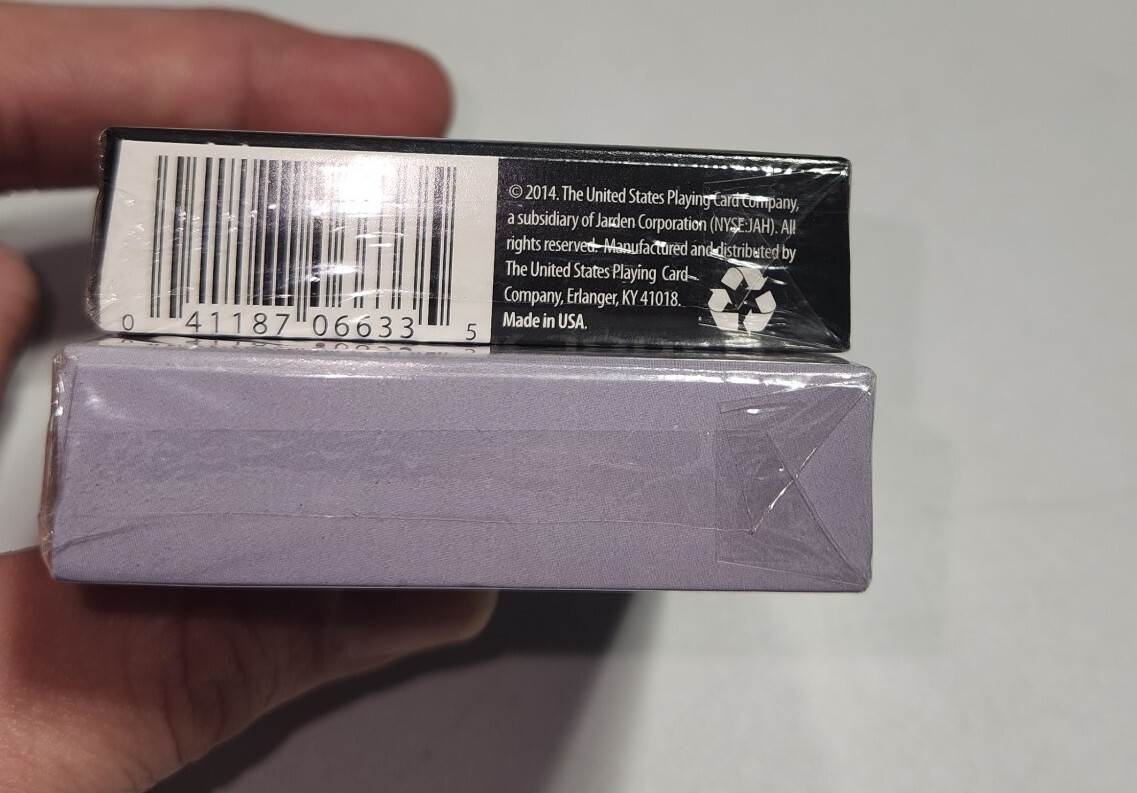 © 2014. The United States Playing Card Company,
a subsidiary of Jarden Corporation (NYSE:JAH). All
rights reserved. Manufactured and distributed by
The United States Playing Card
Company, Erlanger, KY 41018.
Made in USA.
0 41187 06633 5